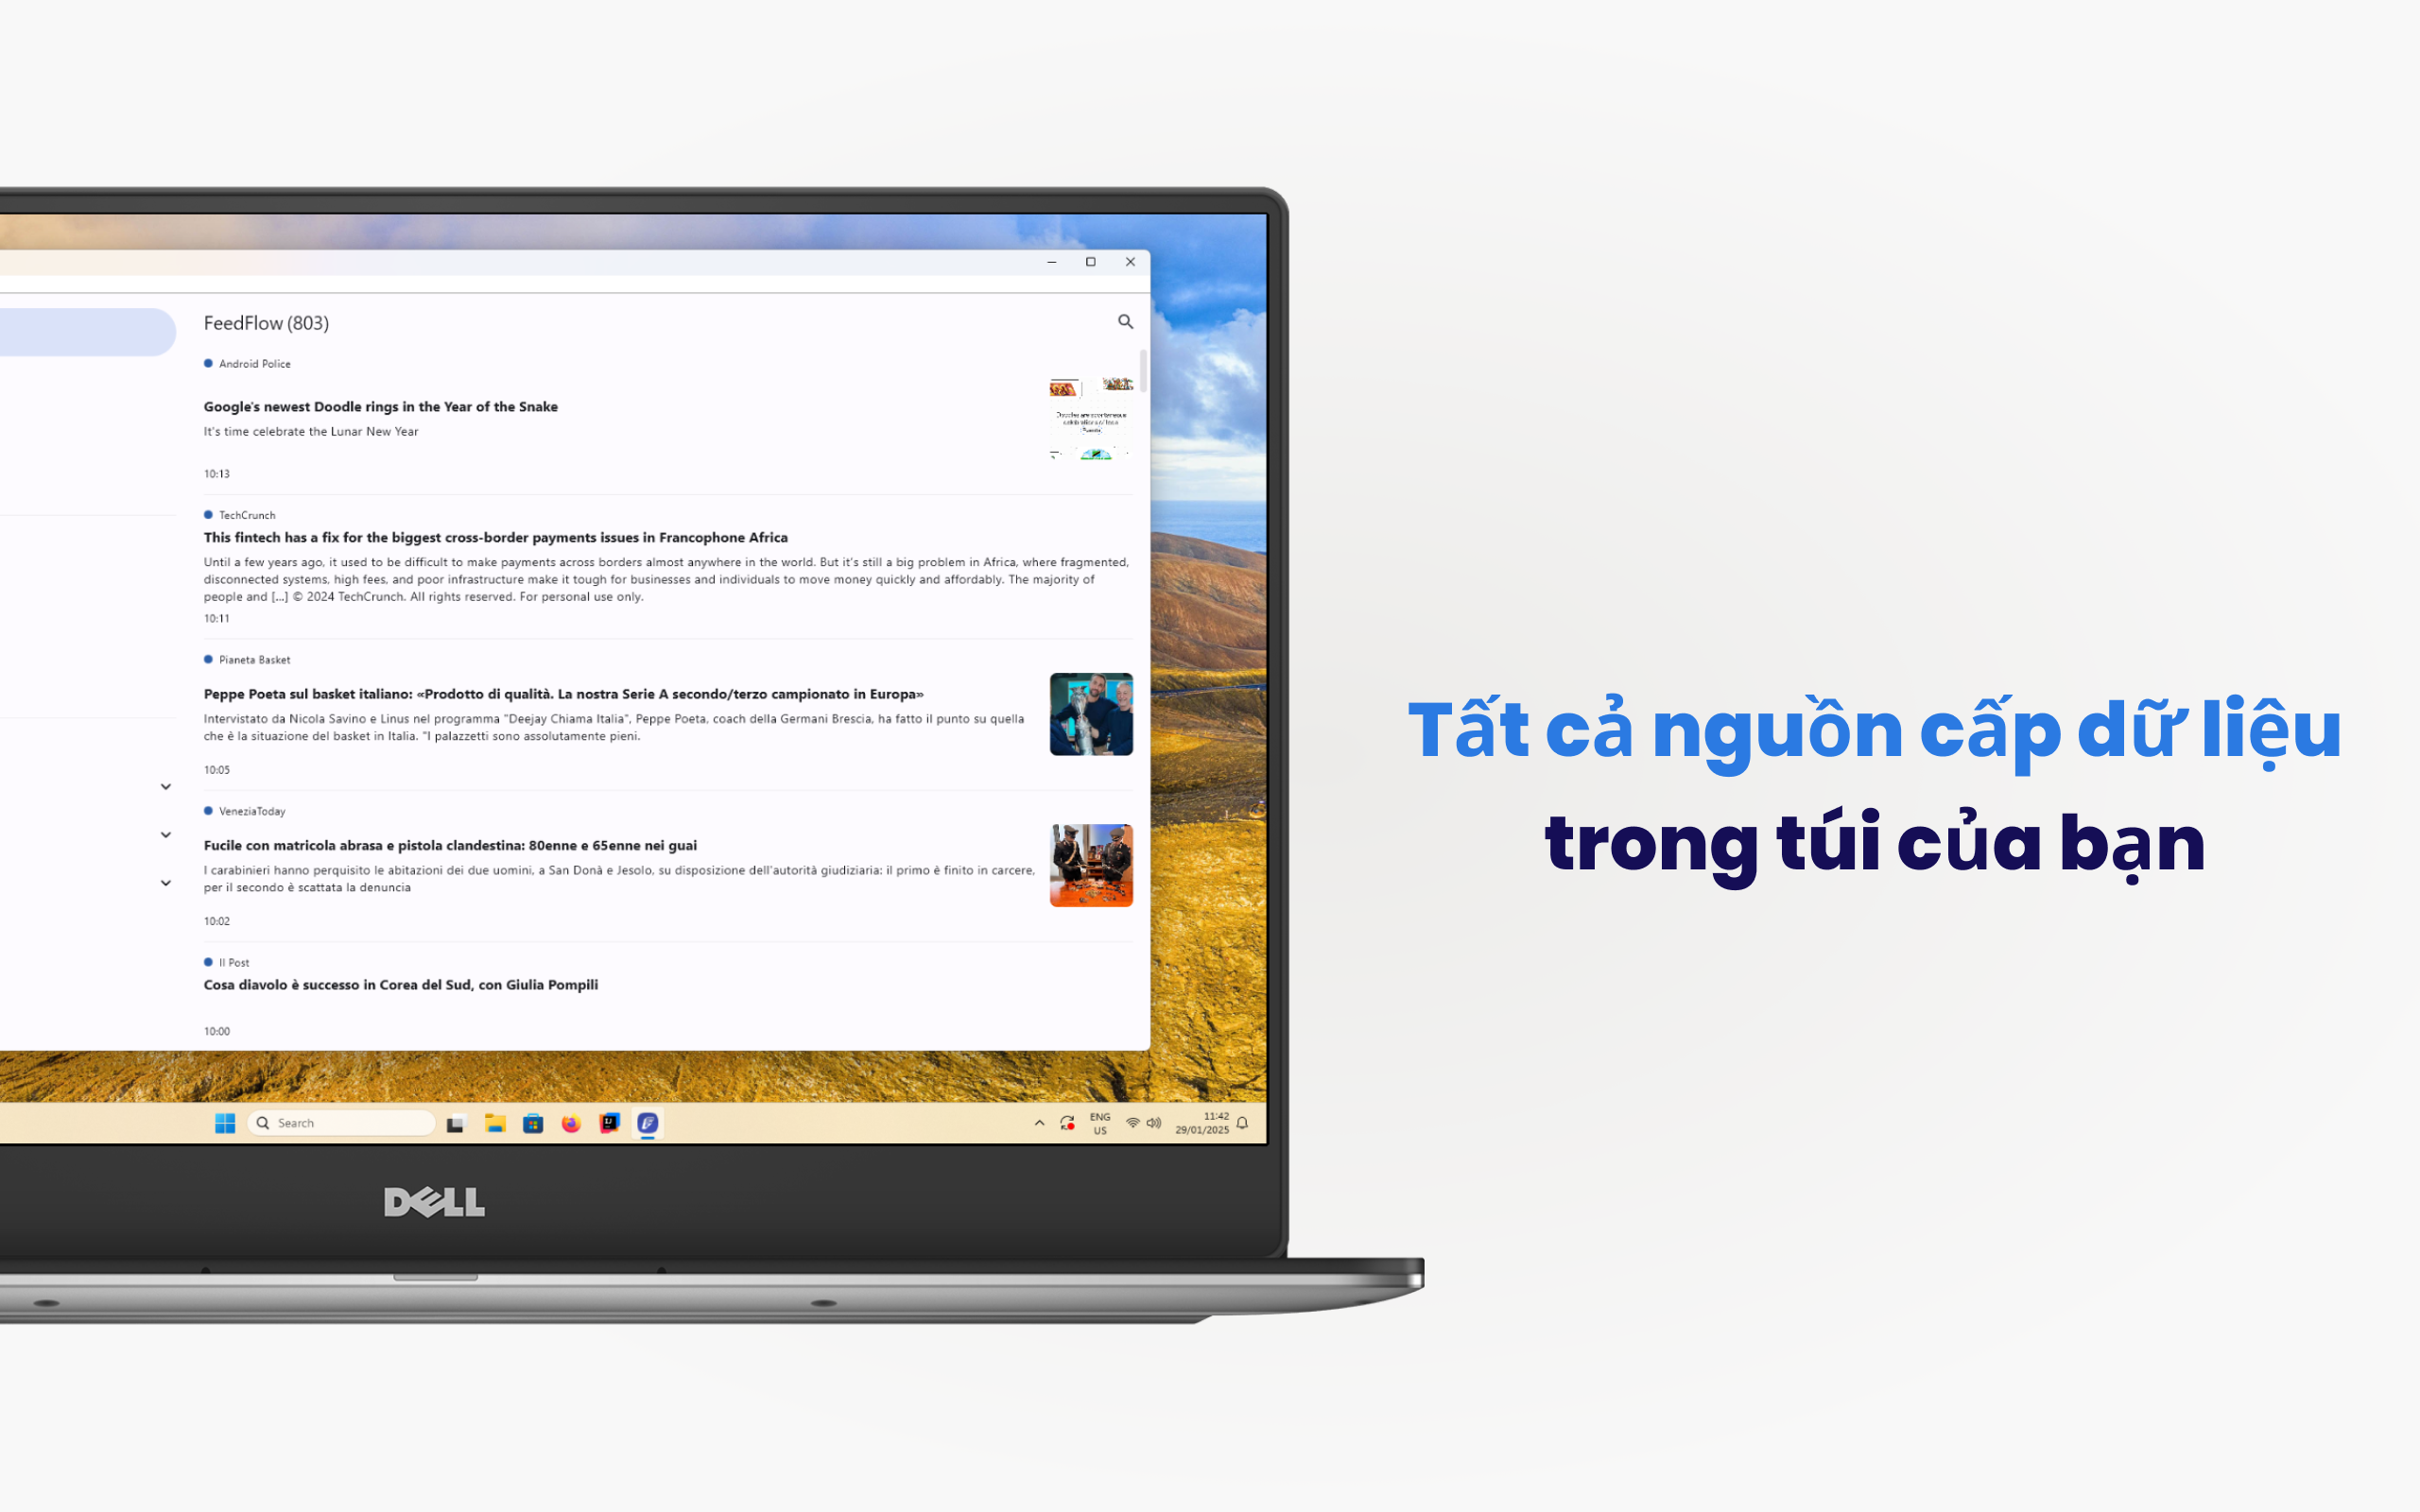 FeedFlow (803)
Android Police
Google's newest Doodle rings in the Year of the Snake
It's time celebrate the Lunar New Year
10:13
TechCrunch
This fintech has a fix for the biggest cross-border payments issues in Francophone Africa
Until a few years ago, it used to be difficult to make payments across borders almost anywhere in the world. But it's still a big problem in Africa, where fragmented,
disconnected systems, high fees, and poor infrastructure make it tough for businesses and individuals to move money quickly and affordably. The majority of
people and [...] © 2024 TechCrunch. All rights reserved. For personal use only.
10:11
Pianeta Basket
Peppe Poeta sul basket italiano: «Prodotto di qualità. La nostra Serie A secondo/terzo campionato in Europa»
Intervistato da Nicola Savino e Linus nel programma "Deejay Chiama Italia", Peppe Poeta, coach della Germani Brescia, ha fatto il punto su quella
che è la situazione del basket in Italia. "I palazzetti sono assolutamente pieni.
10:05
VeneziaToday
Fucile con matricola abrasa e pistola clandestina: 80enne e 65enne nei guai
I carabinieri hanno perquisito le abitazioni dei due uomini, a San Donà e Jesolo, su disposizione dell'autorità giudiziaria: il primo è finito in carcere,
per il secondo è scattata la denuncia
10:02
Il Post
Cosa diavolo è successo in Corea del Sud, con Giulia Pompili
10:00
Search
ENG
US
11:42
29/01/2025
DELL
Tất cả nguồn cấp dữ liệu
trong túi của bạn